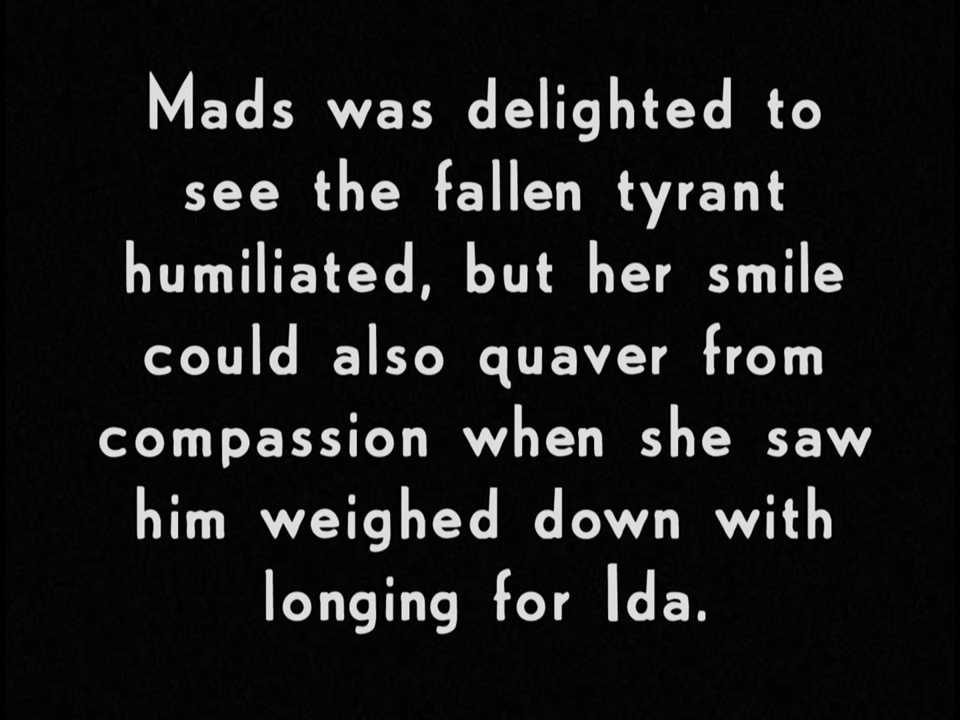 Mads was delighted to
see the fallen tyrant
humiliated, but her smile
could also quaver from
compassion when she saw
him weighed down with
longing for Ida.